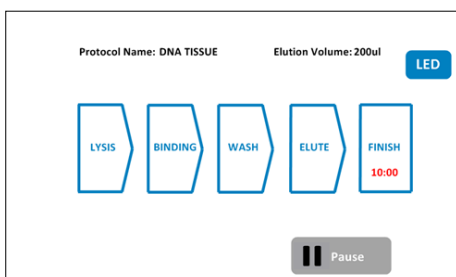 Protocol Name: DNA TISSUE Elution Volume: 200ul
LED
LYSIS BINDING WASH ELUTE FINISH
10:00
Pause